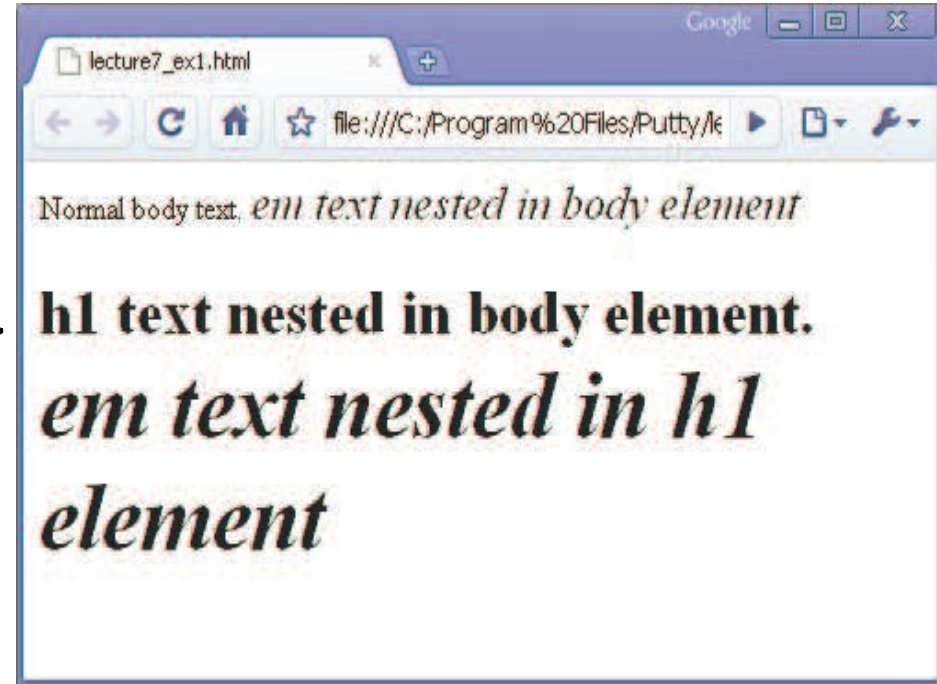 Google
lecture7_ex1.html
file:///C:/Program%20Files/Putty/le
Normal body text, em text nested in body element
h1 text nested in body element.
em text nested in h1
element